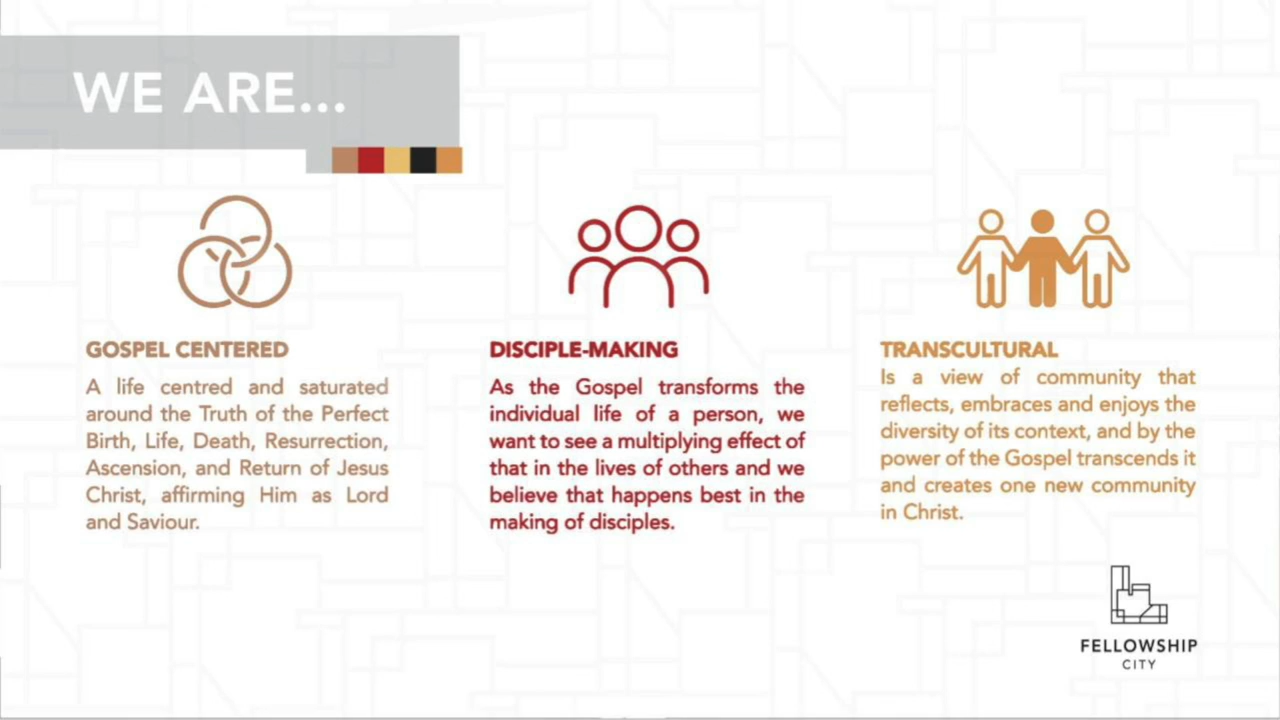 WE ARE...
GOSPEL CENTERED
A life centred and saturated
around the Truth of the Perfect
Birth, Life, Death, Resurrection,
Ascension, and Return of Jesus
Christ, affirming Him as Lord
and Saviour.
DISCIPLE-MAKING
As the Gospel transforms the
individual life of a person, we
want to see a multiplying effect of
that in the lives of others and we
believe that happens best in the
making of disciples.
TRANSCULTURAL
Is a view of community that
reflects, embraces and enjoys the
diversity of its context, and by the
power of the Gospel transcends it
and creates one new community
in Christ.
FELLOWSHIP
CITY